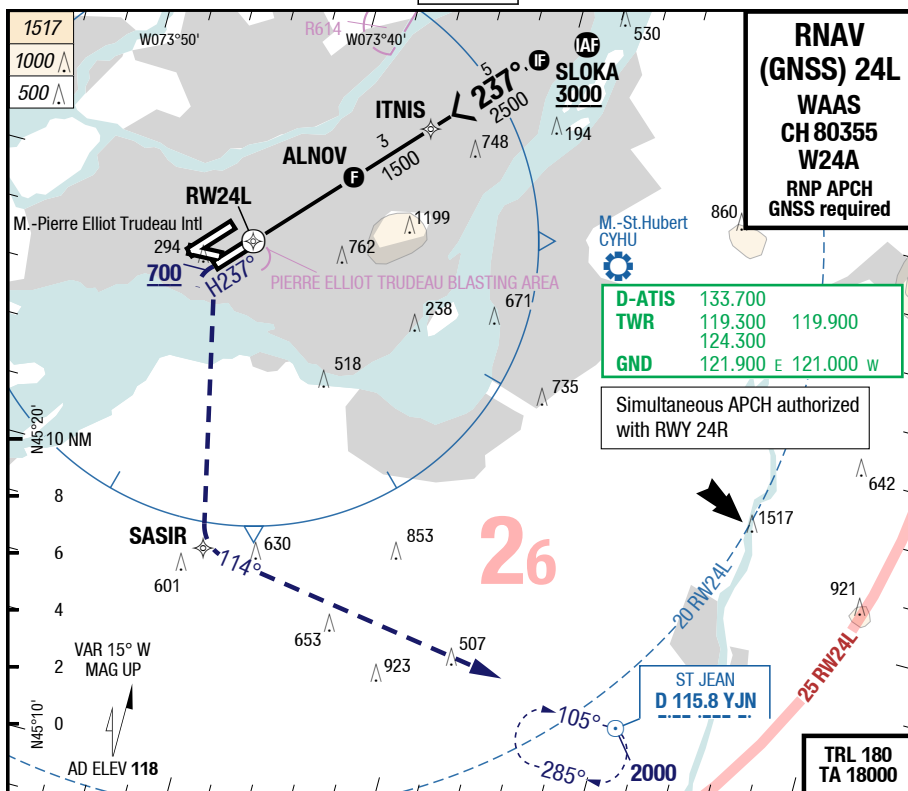 1517
1000
500
W073°50'
R614
W073°40'
530
IF
IAF
SLOKA
3000
5
237°
2500
ITNIS
194
748
3
1500
ALNOV
F
RW24L
M.-Pierre Elliot Trudeau Intl
294
700
H237°
1199
762
PIERRE ELLIOT TRUDEAU BLASTING AREA
RNAV
(GNSS) 24L
WAAS
CH 80355
W24A
RNP APCH
GNSS required
860
M.-St.Hubert
CYHU
D-ATIS 133.700
TWR 119.300 119.900
124.300
GND 121.900 E 121.000 W
671
238
518
735
Simultaneous APCH authorized
with RWY 24R
N45°20'
10 NM
8
6
4
2
0
642
1517
SASIR
630
853
26
114°
601
20 RW24L
921
653
507
923
25 RW24L
VAR 15° W
MAG UP
N45°10'
AD ELEV 118
ST JEAN
D 115.8 YJN
105°
285°
2000
TRL 180
TA 18000